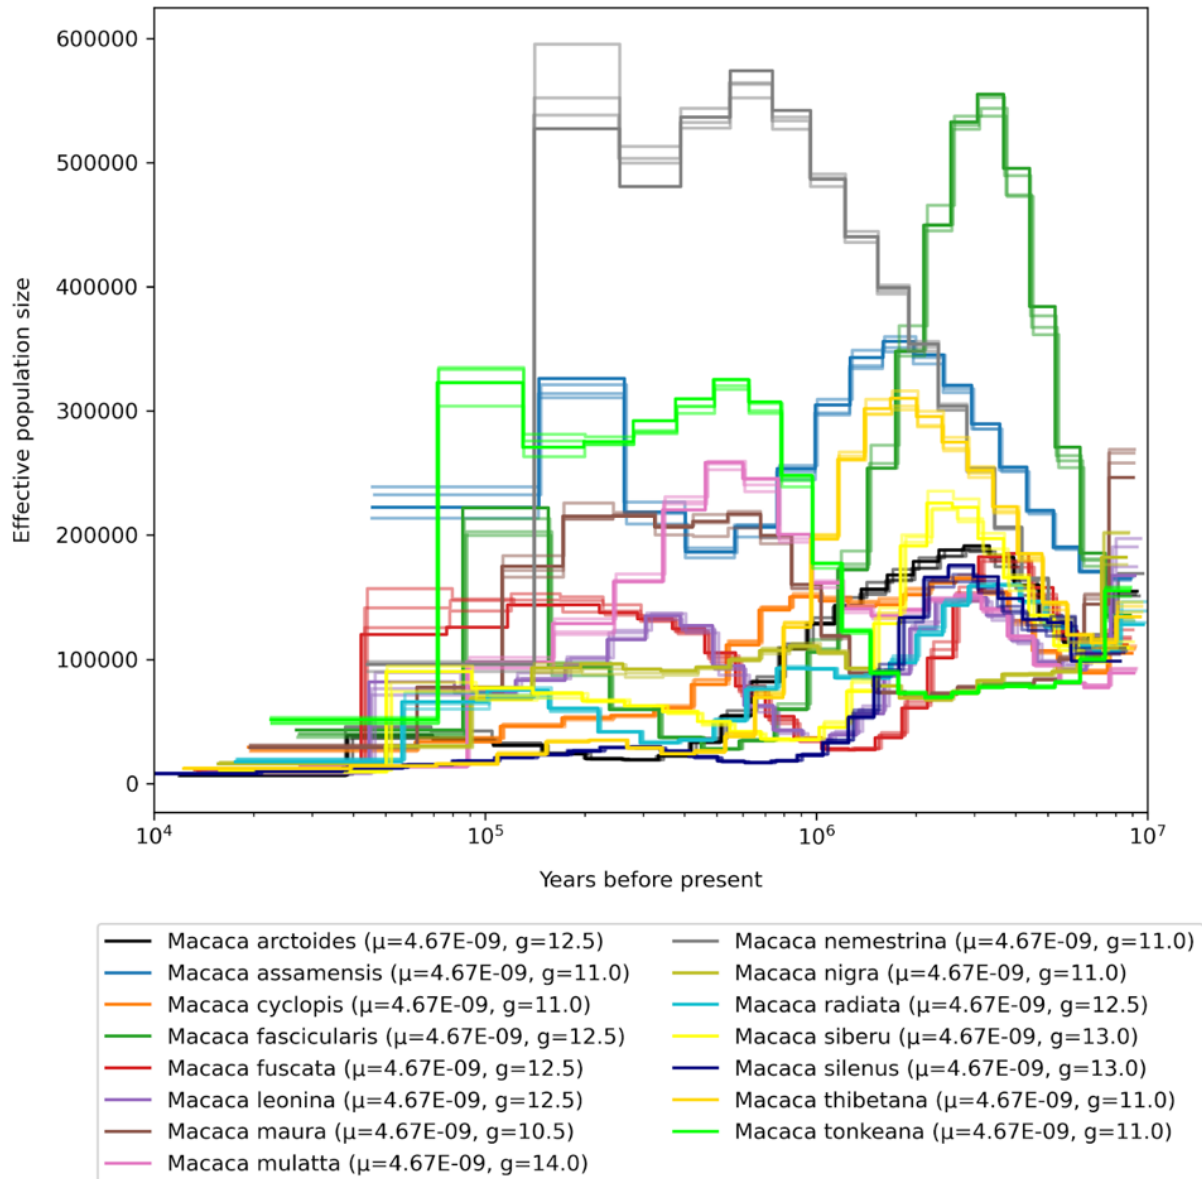 600000
500000
400000
300000
200000
100000
0
Effective population size
10⁴
10⁵
10⁶
10⁷
Years before present
Macaca arctoides (μ=4.67E-09, g=12.5)
Macaca assamensis (μ=4.67E-09, g=11.0)
Macaca cyclopis (μ=4.67E-09, g=11.0)
Macaca fascicularis (μ=4.67E-09, g=12.5)
Macaca fuscata (μ=4.67E-09, g=12.5)
Macaca leonina (μ=4.67E-09, g=12.5)
Macaca maura (μ=4.67E-09, g=10.5)
Macaca mulatta (μ=4.67E-09, g=14.0)
Macaca nemestrina (μ=4.67E-09, g=11.0)
Macaca nigra (μ=4.67E-09, g=11.0)
Macaca radiata (μ=4.67E-09, g=12.5)
Macaca siberu (μ=4.67E-09, g=13.0)
Macaca silenus (μ=4.67E-09, g=13.0)
Macaca thibetana (μ=4.67E-09, g=11.0)
Macaca tonkeana (μ=4.67E-09, g=11.0)